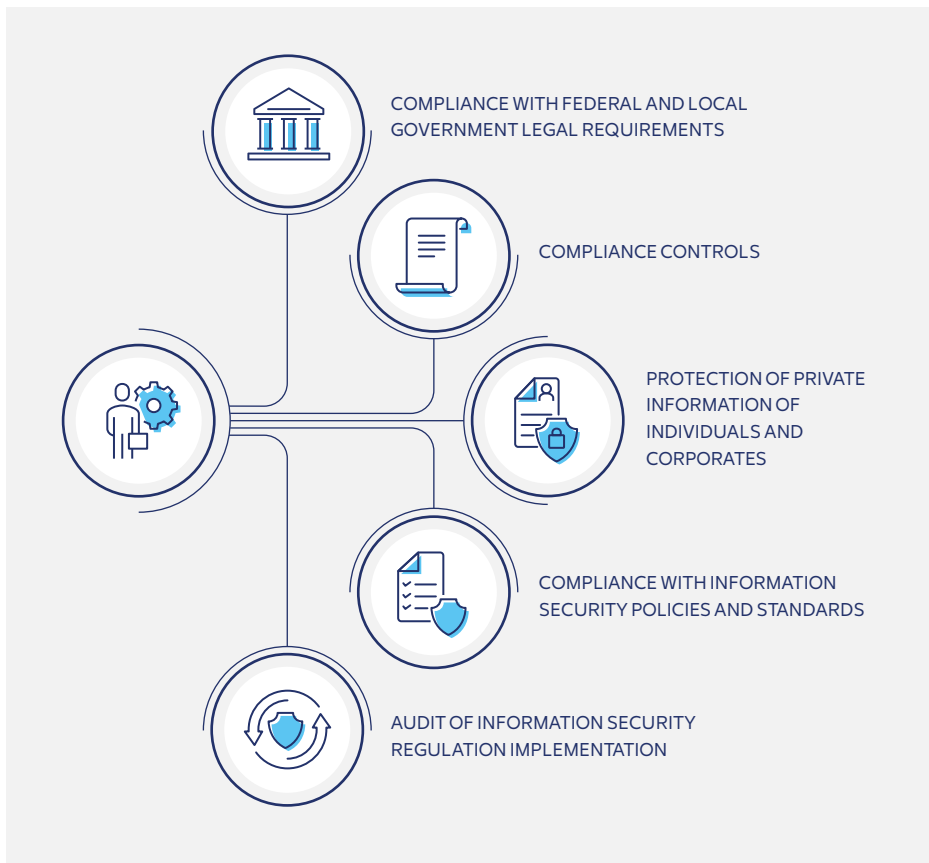 COMPLIANCE WITH FEDERAL AND LOCAL
GOVERNMENT LEGAL REQUIREMENTS
COMPLIANCE CONTROLS
PROTECTION OF PRIVATE
INFORMATION OF
INDIVIDUALS AND
CORPORATES
COMPLIANCE WITH INFORMATION
SECURITY POLICIES AND STANDARDS
AUDIT OF INFORMATION SECURITY
REGULATION IMPLEMENTATION